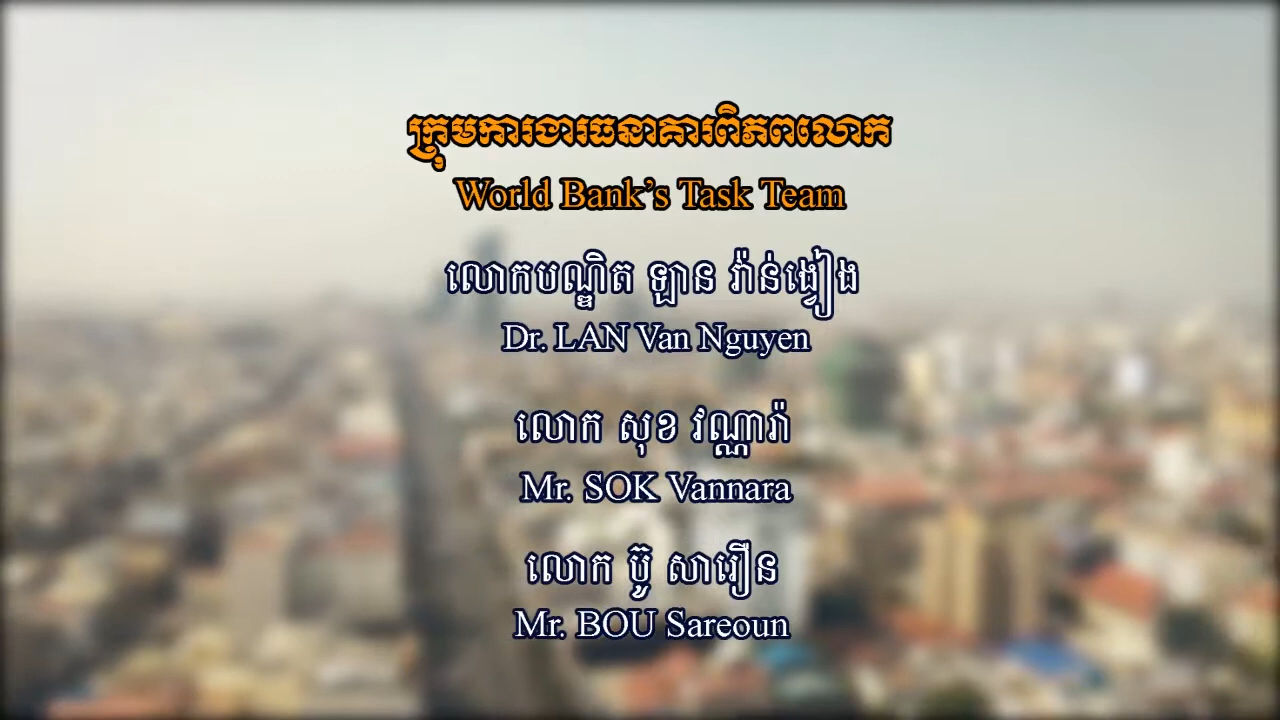 ក្រុមការងារធនាគារពិភពលោក
World Bank’s Task Team
លោកបណ្ឌិត ឡាន វ៉ាន់ង្វៀង
Dr. LAN Van Nguyen
លោក សុខ វណ្ណារ៉ា
Mr. SOK Vannara
លោក ប៊ូ សារឿន
Mr. BOU Sareoun